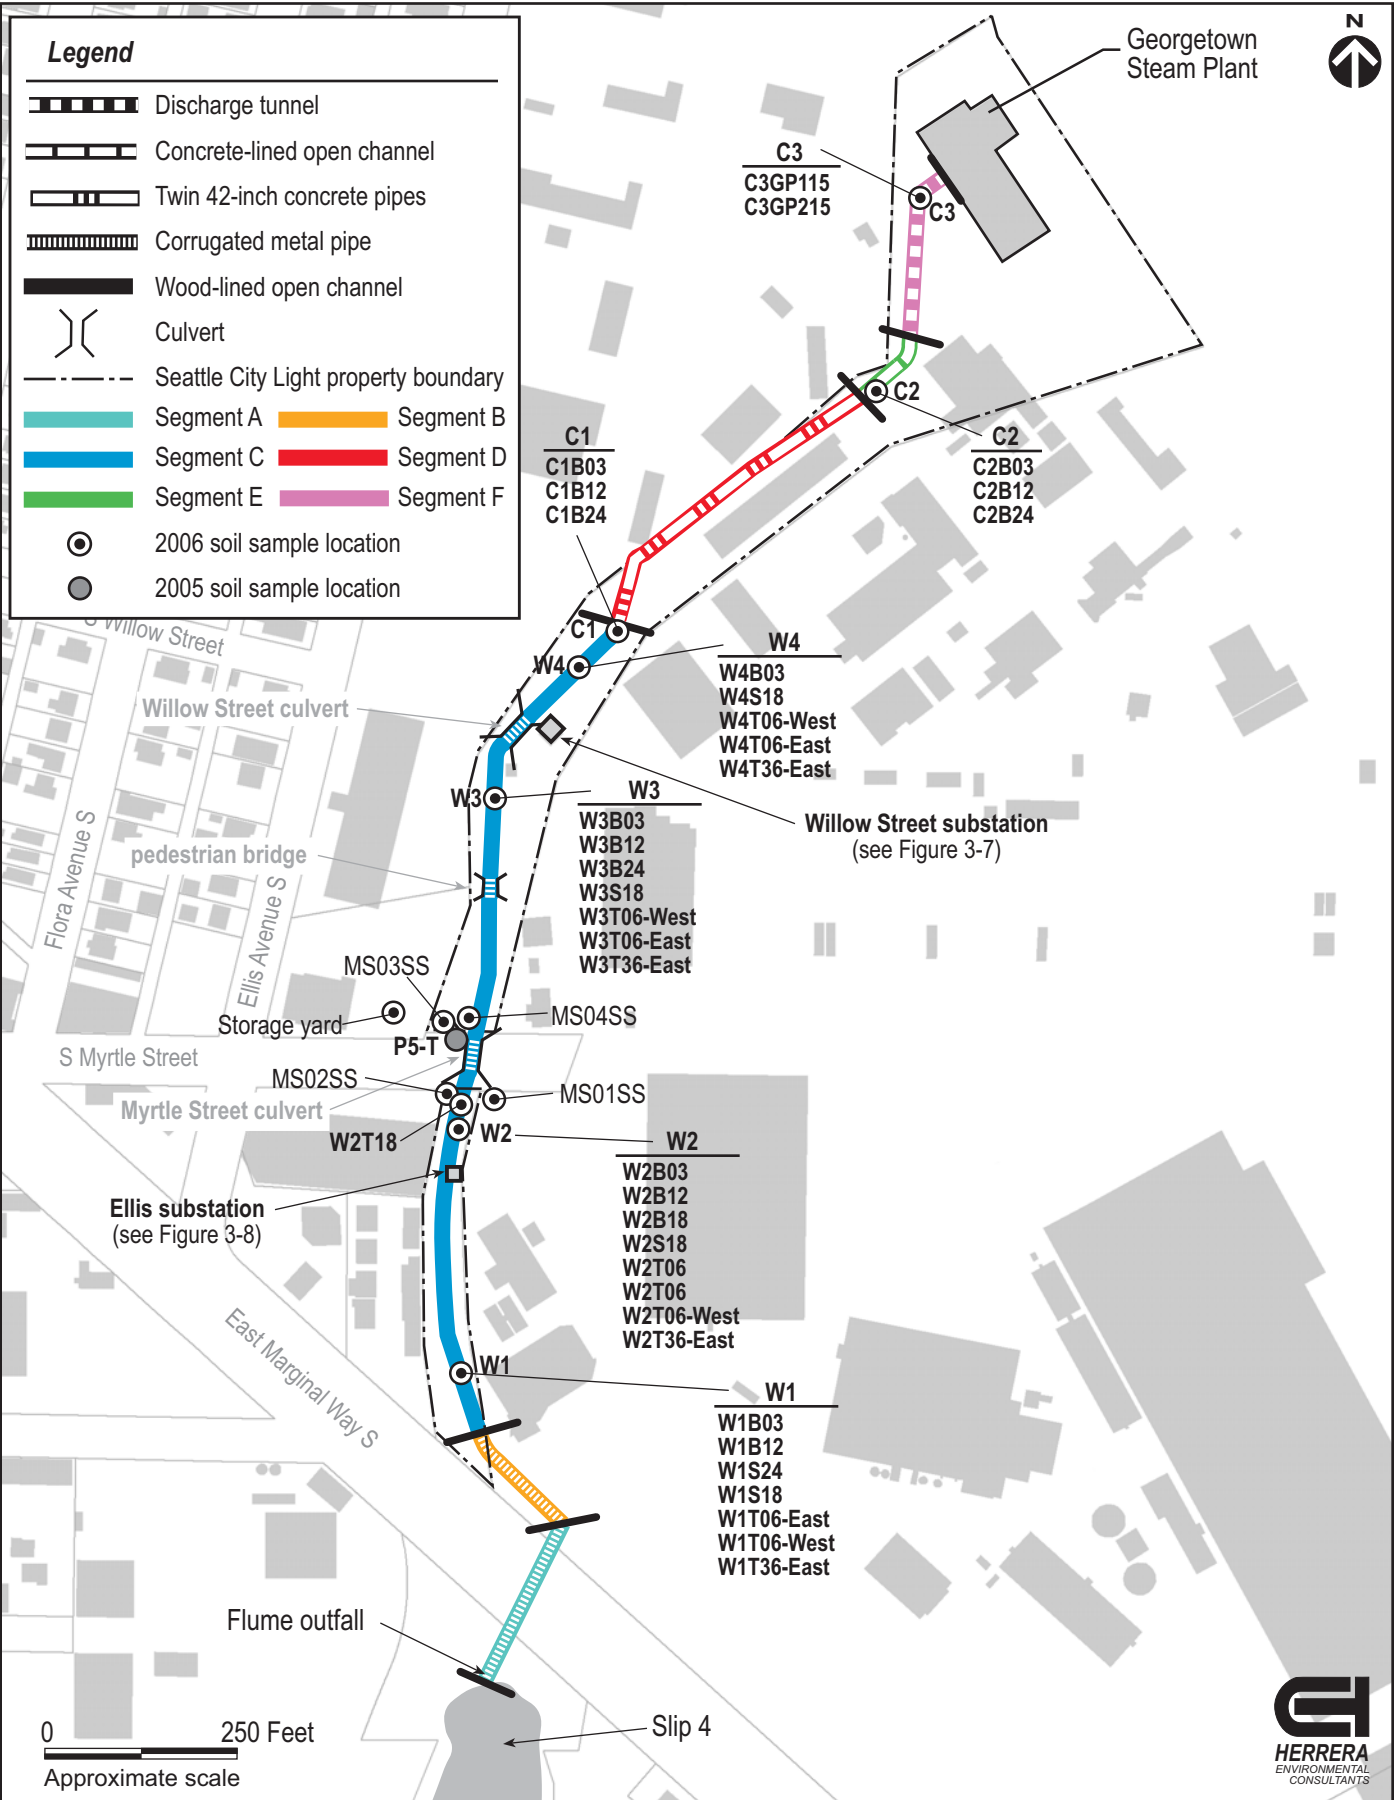 Legend
Discharge tunnel
Concrete-lined open channel
Twin 42-inch concrete pipes
Corrugated metal pipe
Wood-lined open channel
Culvert
Seattle City Light property boundary
Segment A Segment B
Segment C Segment D
Segment E Segment F
2006 soil sample location
2005 soil sample location
N
Georgetown
Steam Plant
C3
C3GP115
C3GP215
C3
C2
C2
C2B03
C2B12
C2B24
C1
C1B03
C1B12
C1B24
C1
S Willow Street
W4
W4
W4B03
W4S18
W4T06-West
W4T06-East
W4T36-East
Willow Street culvert
W3
W3
W3B03
W3B12
W3B24
W3S18
W3T06-West
W3T06-East
W3T36-East
Willow Street substation
(see Figure 3-7)
pedestrian bridge
Flora Avenue S
Ellis Avenue S
MS03SS
Storage yard
MS04SS
P5-T
S Myrtle Street
MS02SS
MS01SS
Myrtle Street culvert
W2T18
W2
W2
W2B03
W2B12
W2B18
W2S18
W2T06
W2T06
W2T06-West
W2T36-East
Ellis substation
(see Figure 3-8)
East Marginal Way S
W1
W1
W1B03
W1B12
W1S24
W1S18
W1T06-East
W1T06-West
W1T36-East
Flume outfall
Slip 4
0 250 Feet
Approximate scale
HERRERA
ENVIRONMENTAL
CONSULTANTS